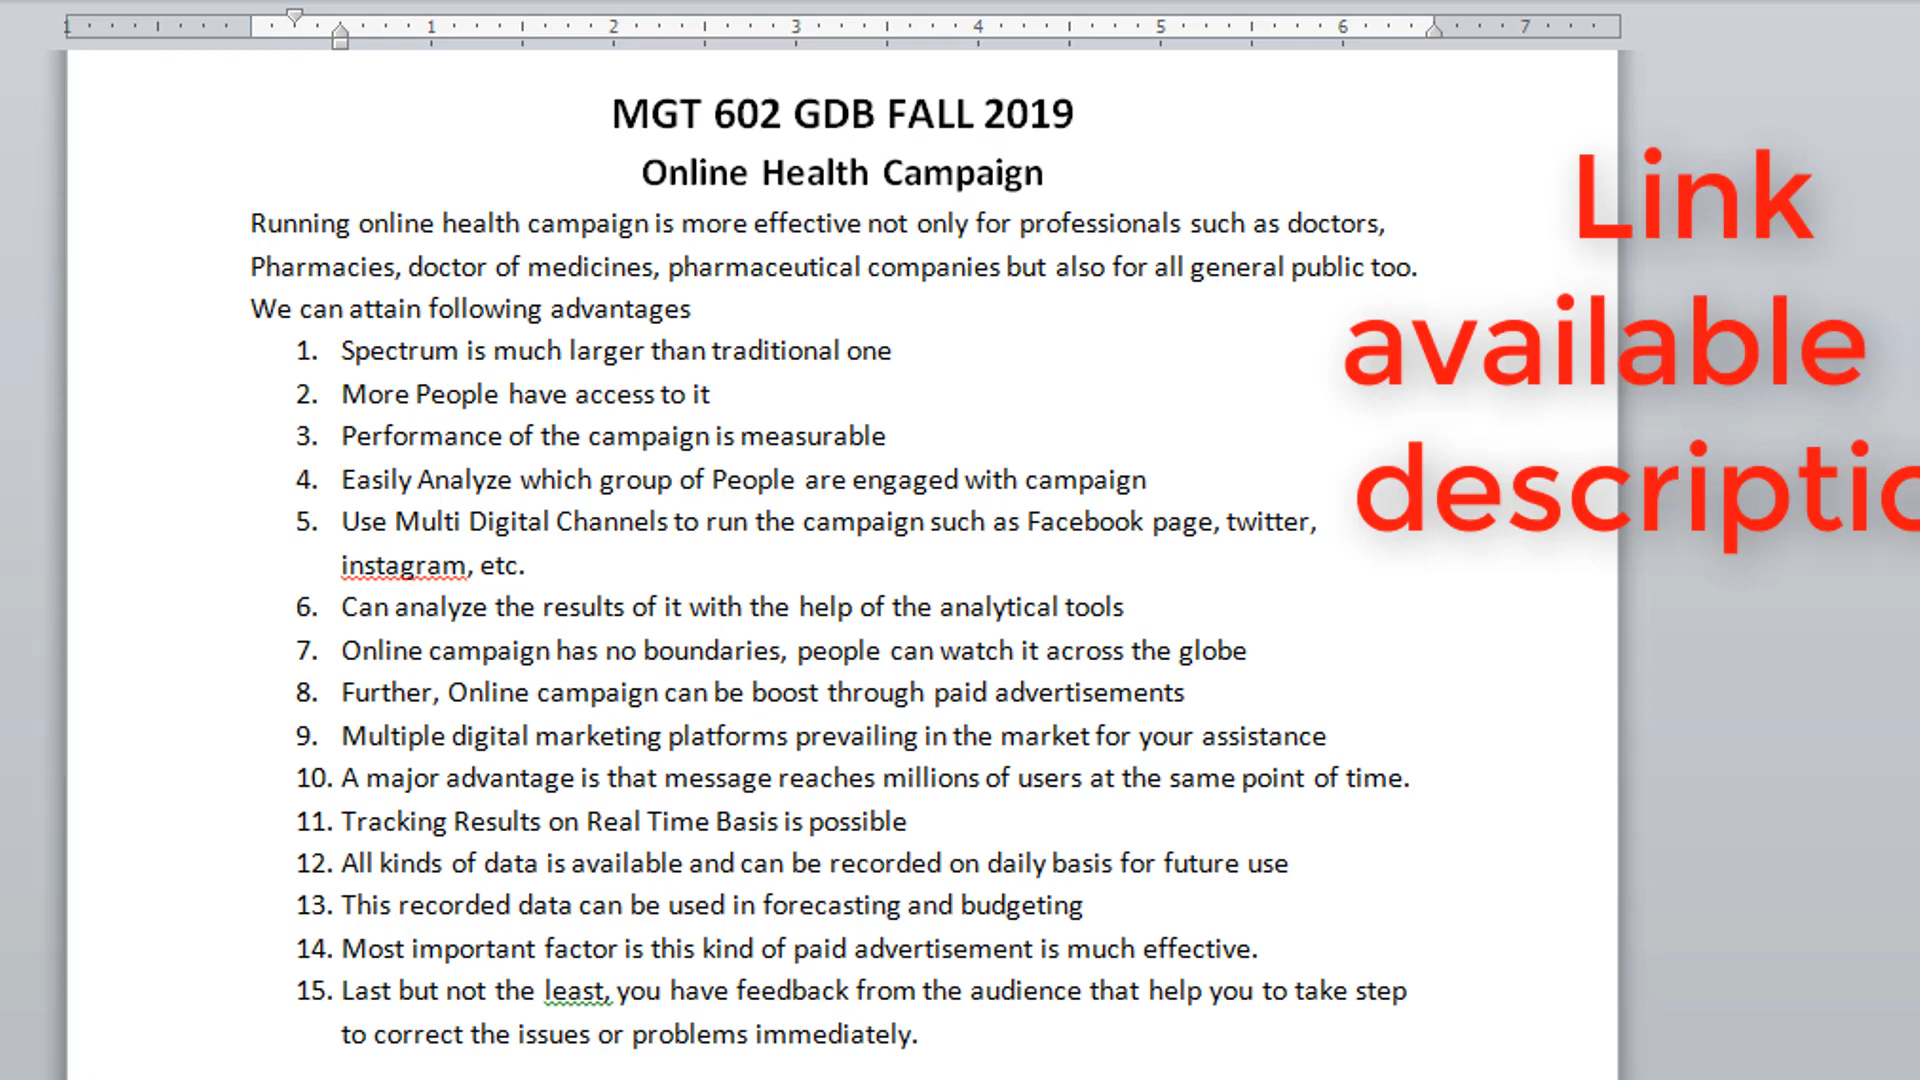 1 1 2 3 4 5 6 7
MGT 602 GDB FALL 2019
Online Health Campaign
Running online health campaign is more effective not only for professionals such as doctors,
Pharmacies, doctor of medicines, pharmaceutical companies but also for all general public too.
We can attain following advantages
1. Spectrum is much larger than traditional one
2. More People have access to it
3. Performance of the campaign is measurable
4. Easily Analyze which group of People are engaged with campaign
5. Use Multi Digital Channels to run the campaign such as Facebook page, twitter,
instagram, etc.
6. Can analyze the results of it with the help of the analytical tools
7. Online campaign has no boundaries, people can watch it across the globe
8. Further, Online campaign can be boost through paid advertisements
9. Multiple digital marketing platforms prevailing in the market for your assistance
10. A major advantage is that message reaches millions of users at the same point of time.
11. Tracking Results on Real Time Basis is possible
12. All kinds of data is available and can be recorded on daily basis for future use
13. This recorded data can be used in forecasting and budgeting
14. Most important factor is this kind of paid advertisement is much effective.
15. Last but not the least, you have feedback from the audience that help you to take step
to correct the issues or problems immediately.
Link
available
descriptio